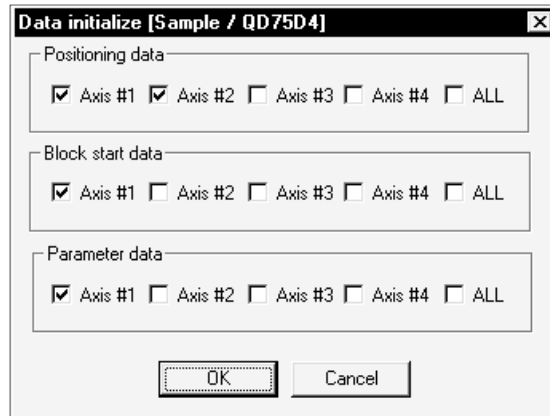 Data initialize [Sample / QD75D4]
Positioning data
Axis #1 Axis #2 Axis #3 Axis #4 ALL
Block start data
Axis #1 Axis #2 Axis #3 Axis #4 ALL
Parameter data
Axis #1 Axis #2 Axis #3 Axis #4 ALL
OK Cancel